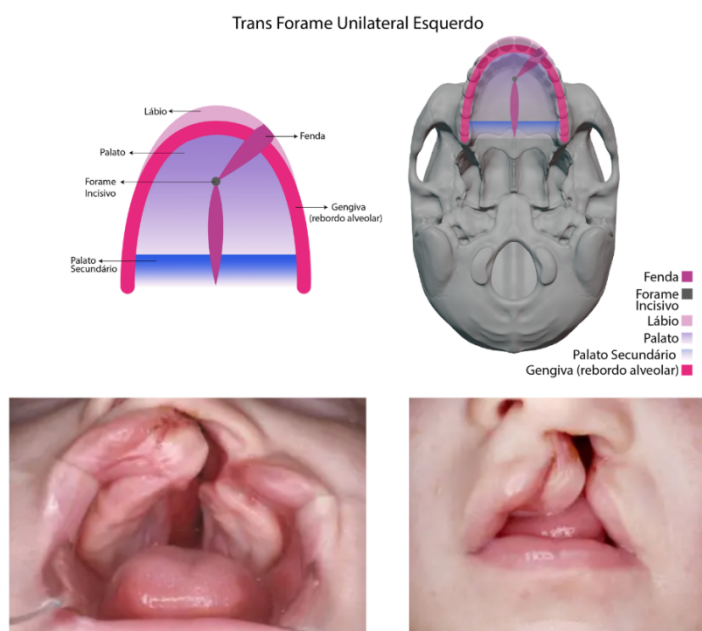 Trans Forame Unilateral Esquerdo
Lábio
Fenda
Palato
Forame
Incisivo
Gengiva
(rebordo alveolar)
Palato
Secundário
Fenda
Forame
Incisivo
Lábio
Palato
Palato Secundário
Gengiva (rebordo alveolar)